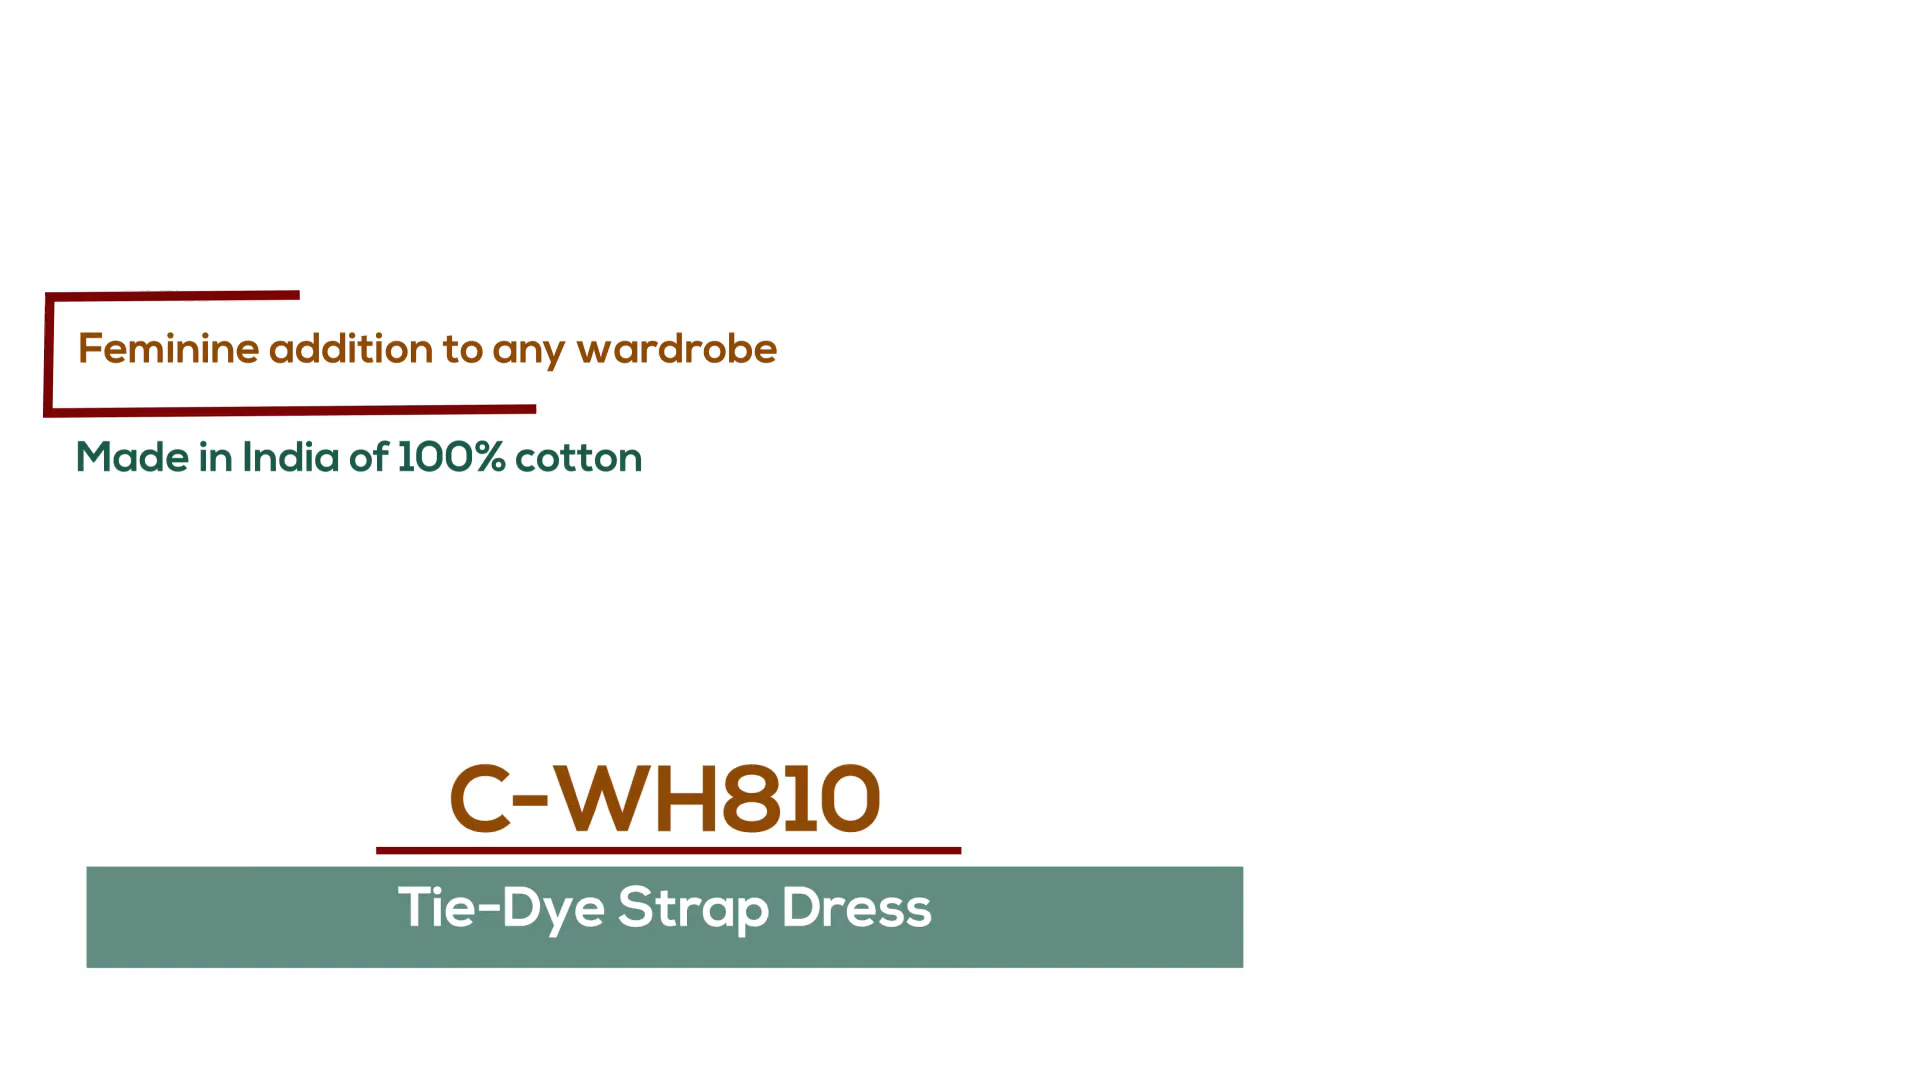 Feminine addition to any wardrobe
Made in India of 100% cotton
C-WH810
Tie-Dye Strap Dress